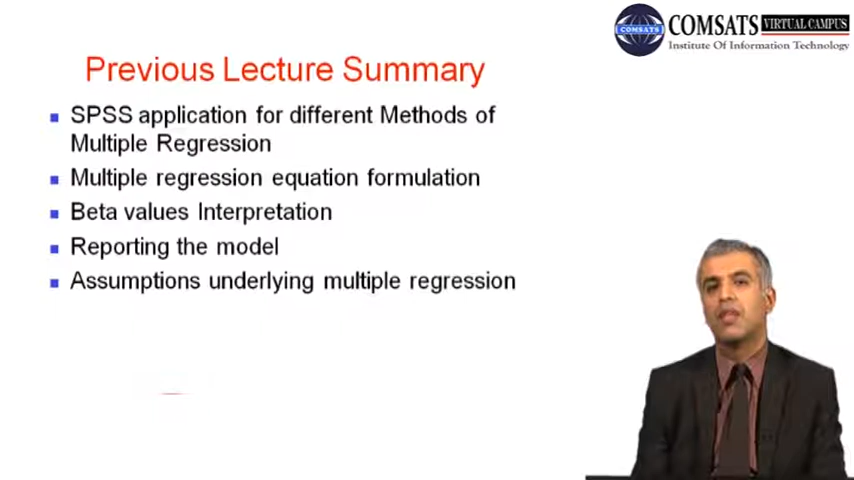 COMSATS VIRTUAL CAMPUS
COMSATS
Institute Of Information Technology
Previous Lecture Summary
SPSS application for different Methods of
Multiple Regression
Multiple regression equation formulation
Beta values Interpretation
Reporting the model
Assumptions underlying multiple regression